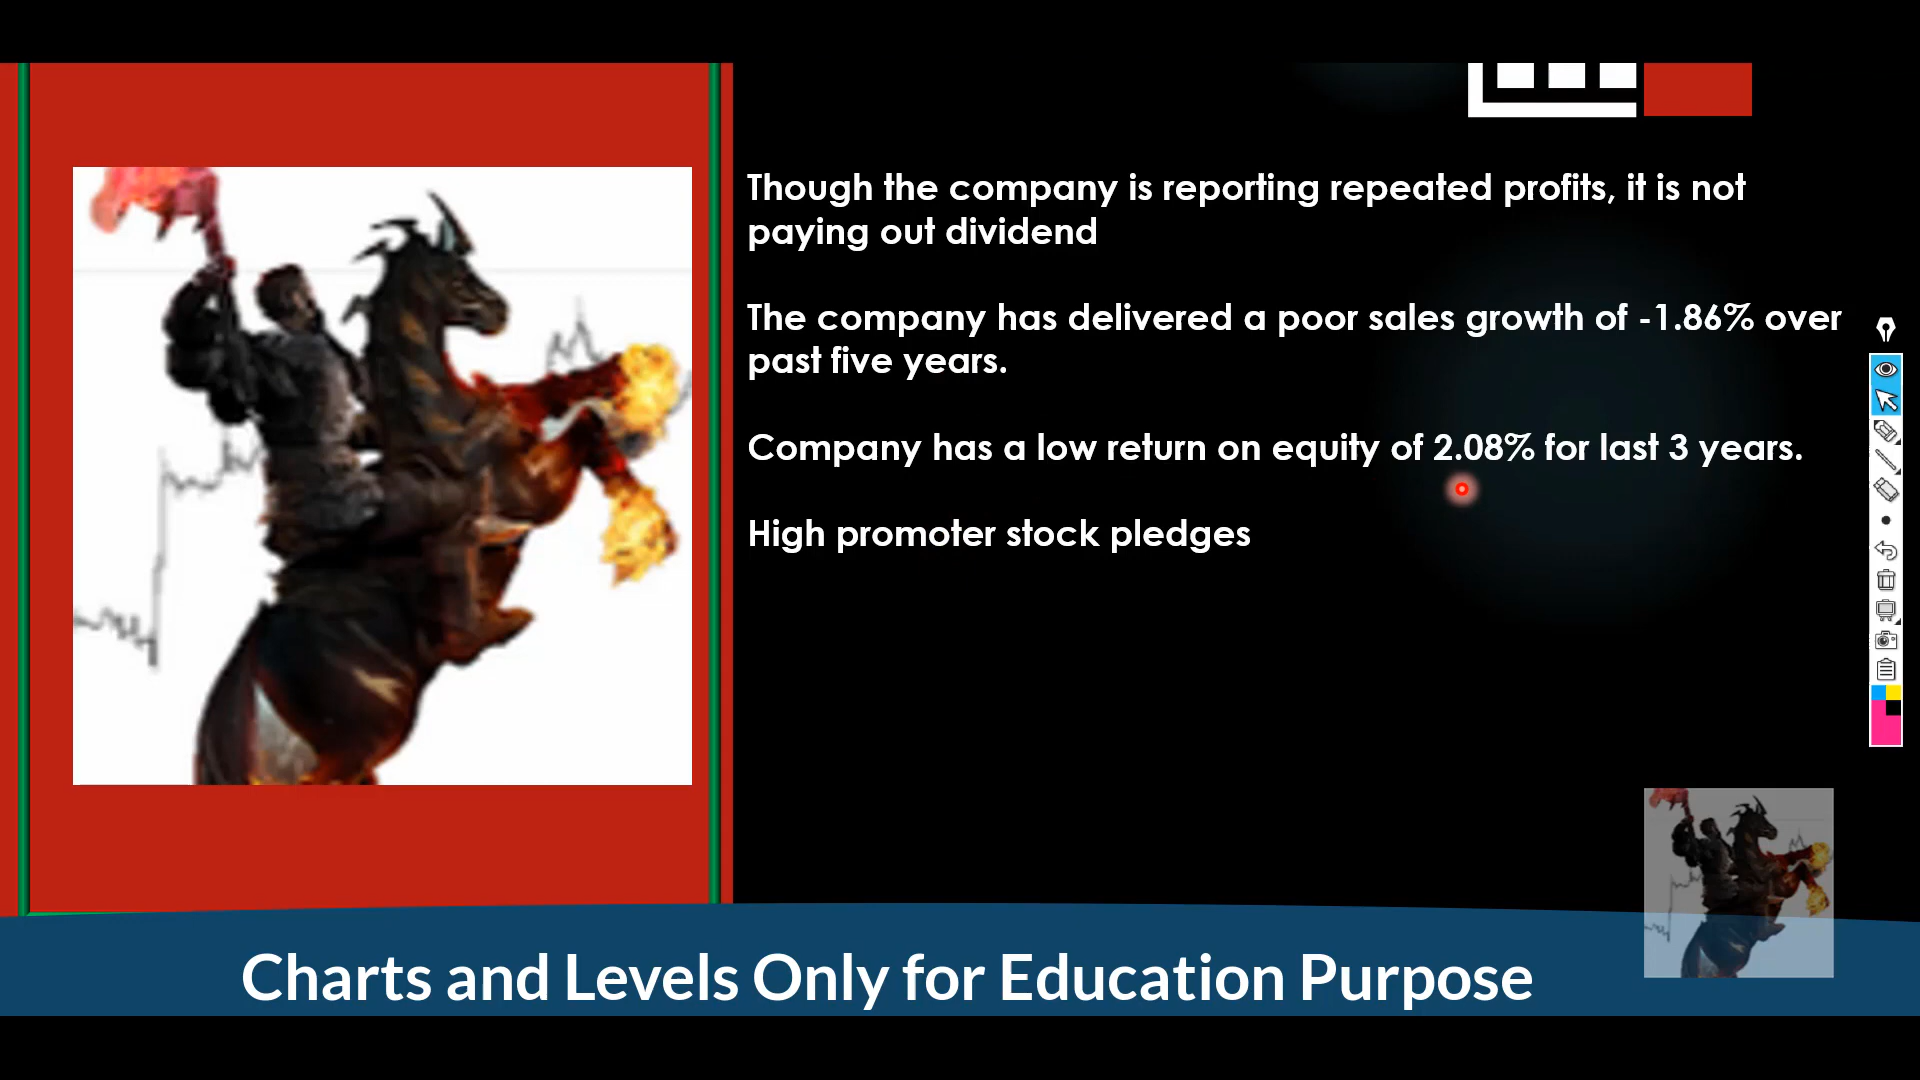 Though the company is reporting repeated profits, it is not
paying out dividend
The company has delivered a poor sales growth of -1.86% over
past five years.
Company has a low return on equity of 2.08% for last 3 years.
High promoter stock pledges
Charts and Levels Only for Education Purpose